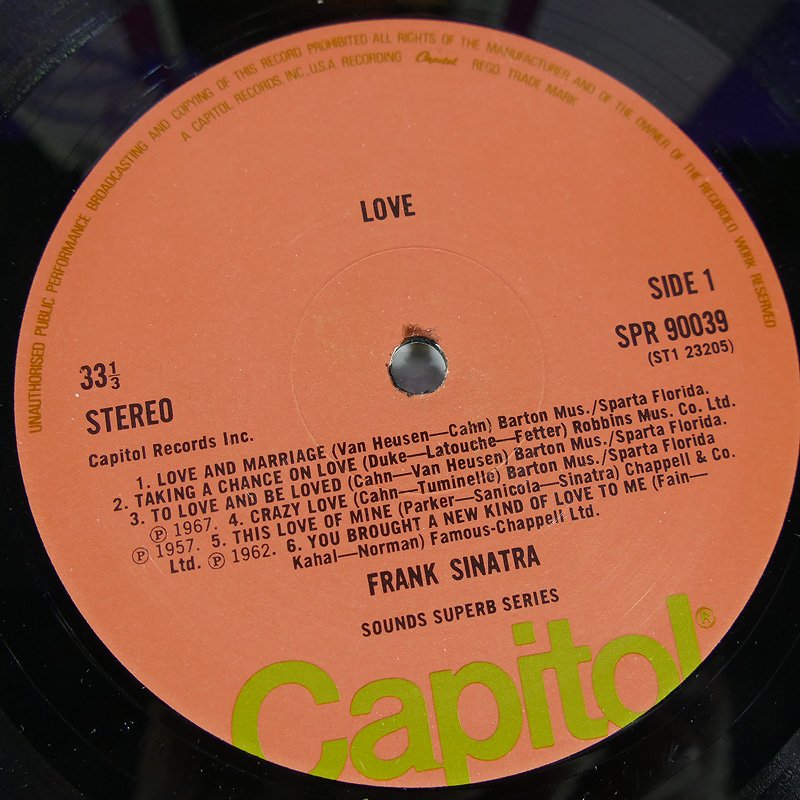 UNAUTHORISED PUBLIC PERFORMANCE BROADCASTING AND COPYING OF THIS RECORD PROHIBITED ALL RIGHTS OF THE MANUFACTURER AND OF THE OWNER OF THE RECORDED WORK RESERVED
A CAPITOL RECORDS, INC., U.S.A. RECORDING Capitol REGD. TRADE MARK
LOVE
SIDE 1
SPR 90039
(ST1 23205)
33⅓
STEREO
Capitol Records Inc.
1. LOVE AND MARRIAGE (Van Heusen—Cahn) Barton Mus./Sparta Florida.
2. TAKING A CHANCE ON LOVE (Duke—Latouche—Fetter) Robbins Mus. Co. Ltd.
3. TO LOVE AND BE LOVED (Cahn—Van Heusen) Barton Mus./Sparta Florida.
℗ 1967. 4. CRAZY LOVE (Cahn—Tuminelle) Barton Mus./Sparta Florida
℗ 1957. 5. THIS LOVE OF MINE (Parker—Sanicola—Sinatra) Chappell & Co.
Ltd. ℗ 1962. 6. YOU BROUGHT A NEW KIND OF LOVE TO ME (Fain—
Kahal—Norman) Famous-Chappell Ltd.
FRANK SINATRA
SOUNDS SUPERB SERIES
Capitol®